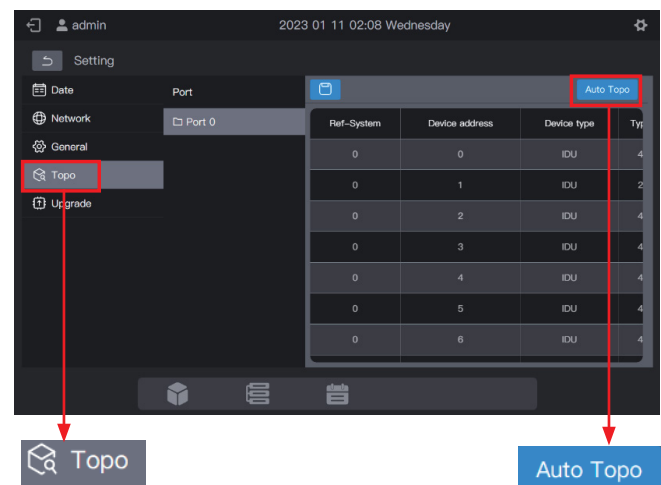 admin 2023 01 11 02:08 Wednesday
Setting
Date
Network
General
Topo
Upgrade
Port
Port 0
Auto Topo
Ref-System Device address Device type Typ
0 0 IDU 4
0 1 IDU 2
0 2 IDU 4
0 3 IDU 4
0 4 IDU 4
0 5 IDU 4
0 6 IDU 4
Topo
Auto Topo